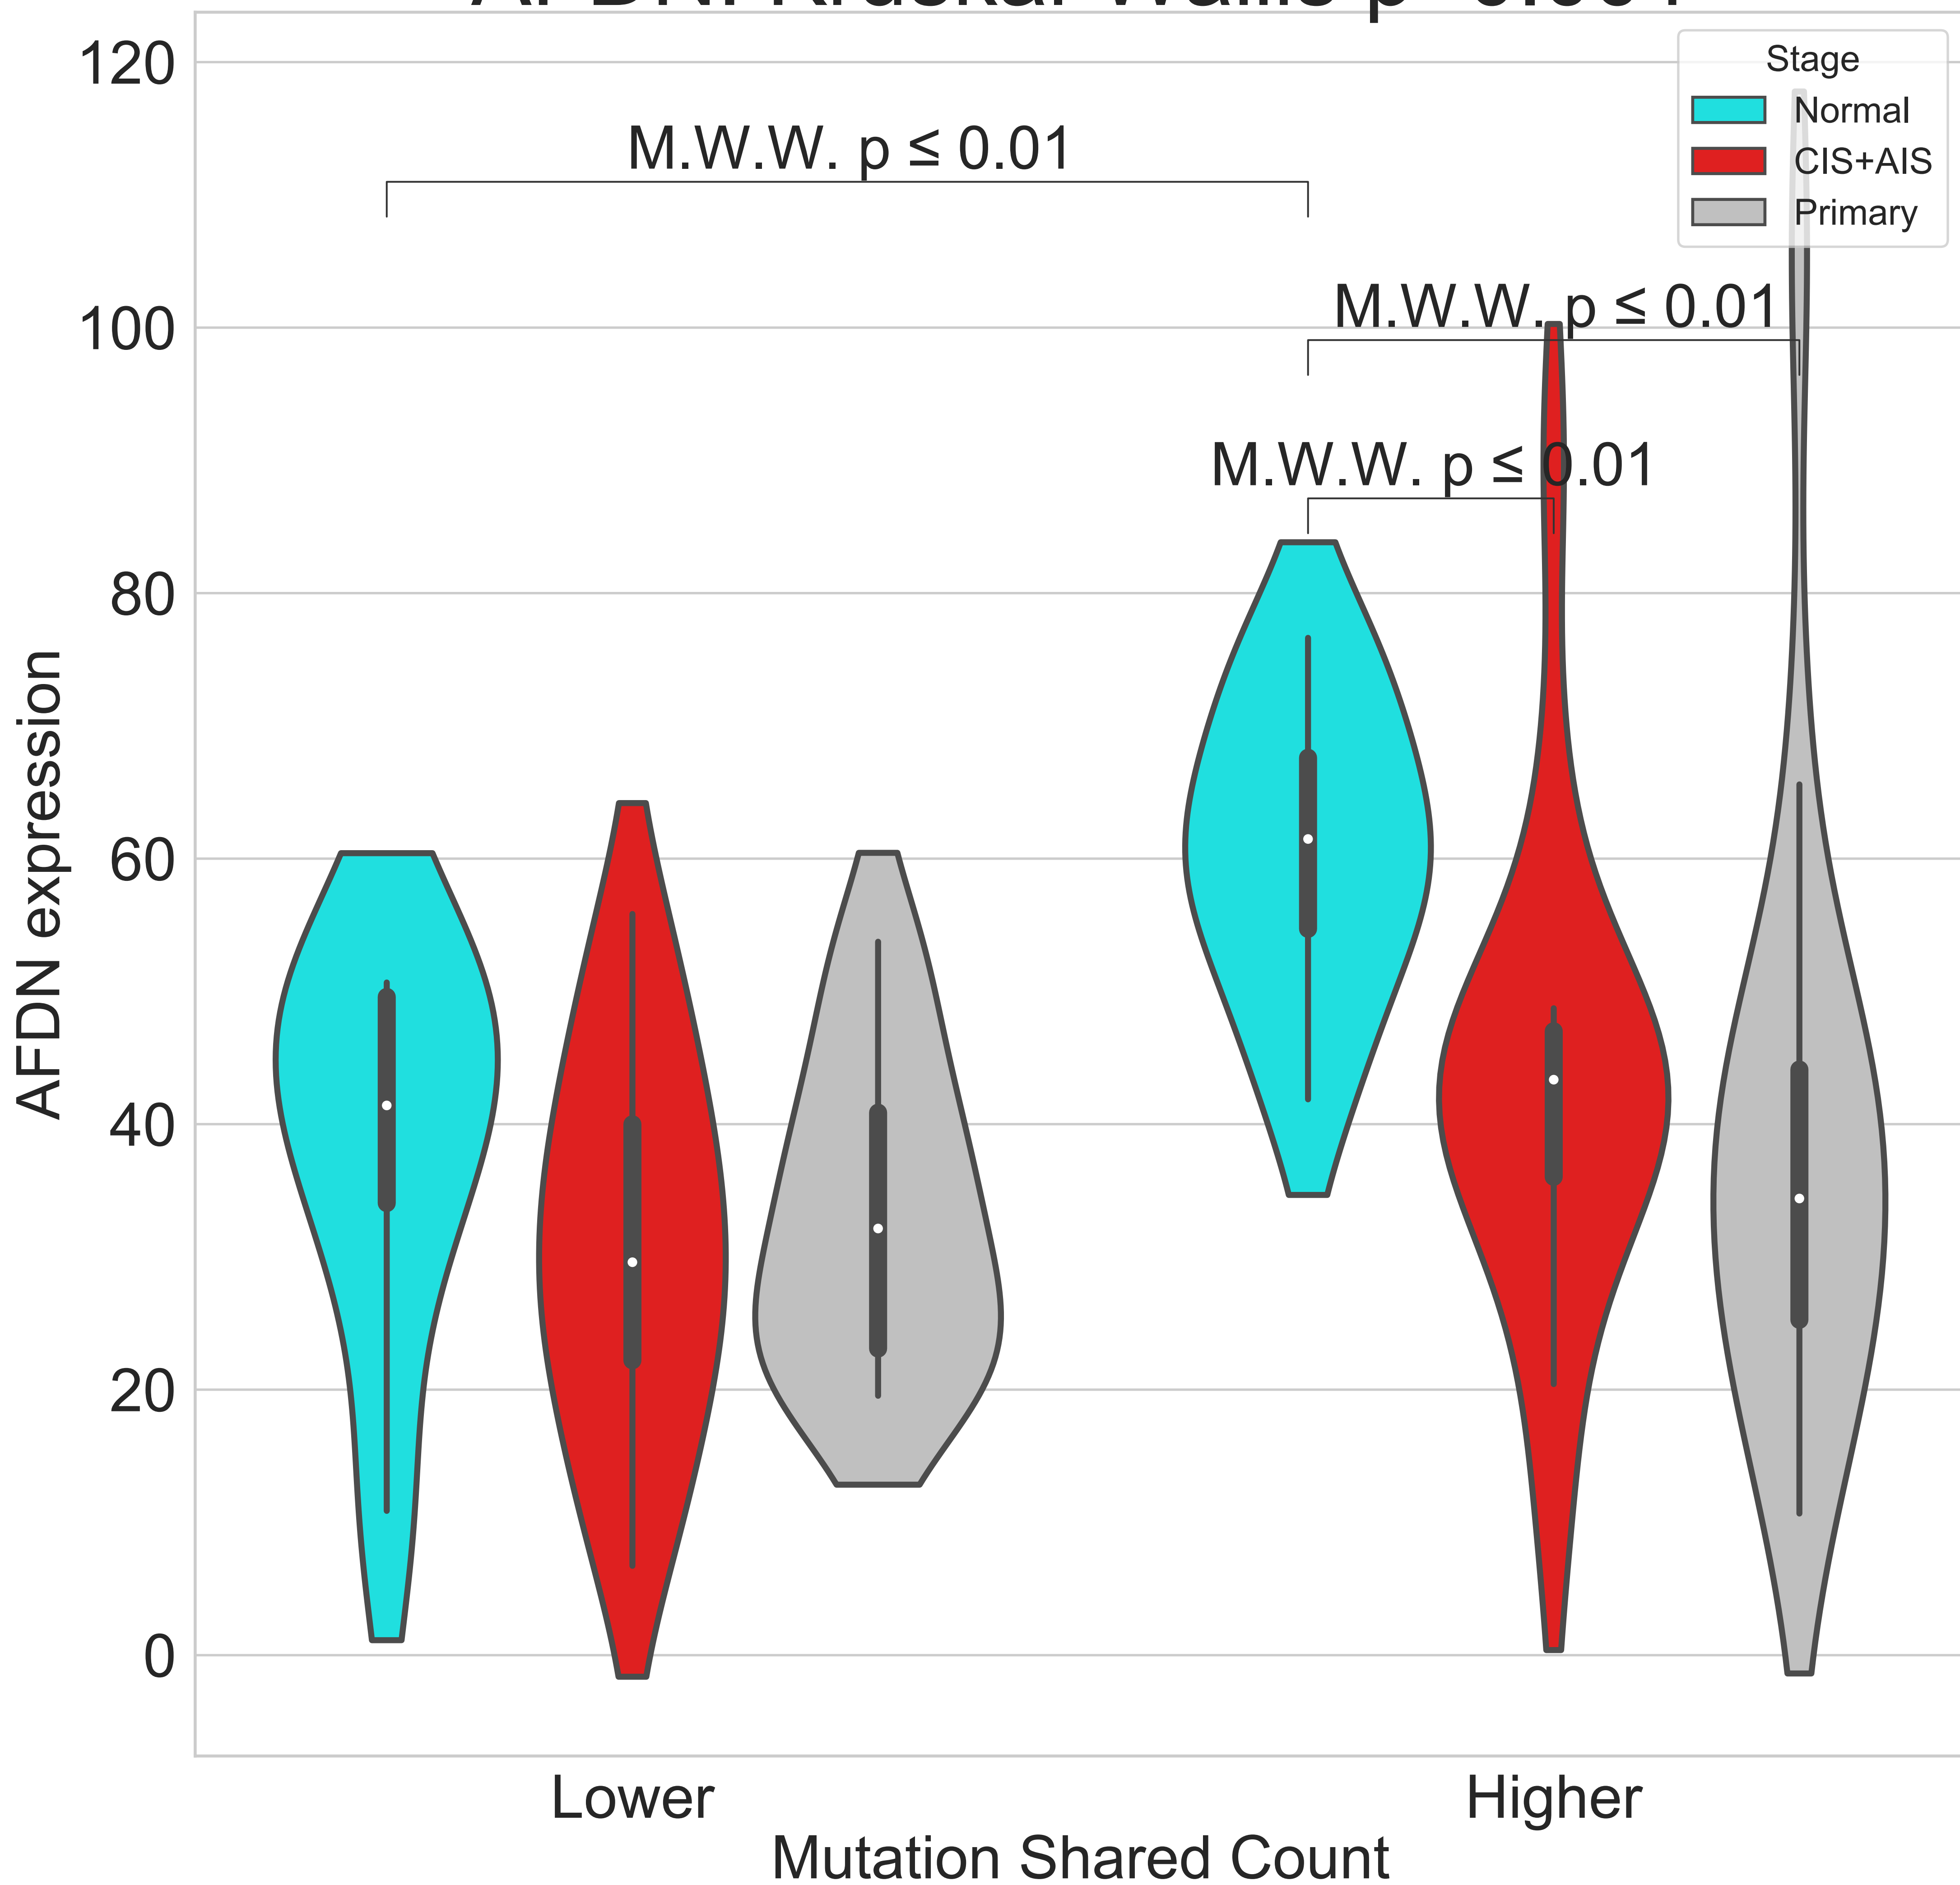 120
100
80
60
40
20
0
AFDN expression
M.W.W. p ≤ 0.01
M.W.W. p ≤ 0.01
M.W.W. p ≤ 0.01
Stage
Normal
CIS+AIS
Primary
Lower
Higher
Mutation Shared Count